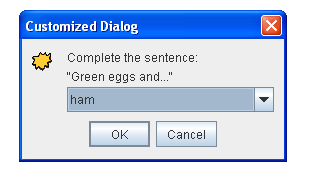 Customized Dialog
Complete the sentence:
"Green eggs and..."
ham
OK
Cancel